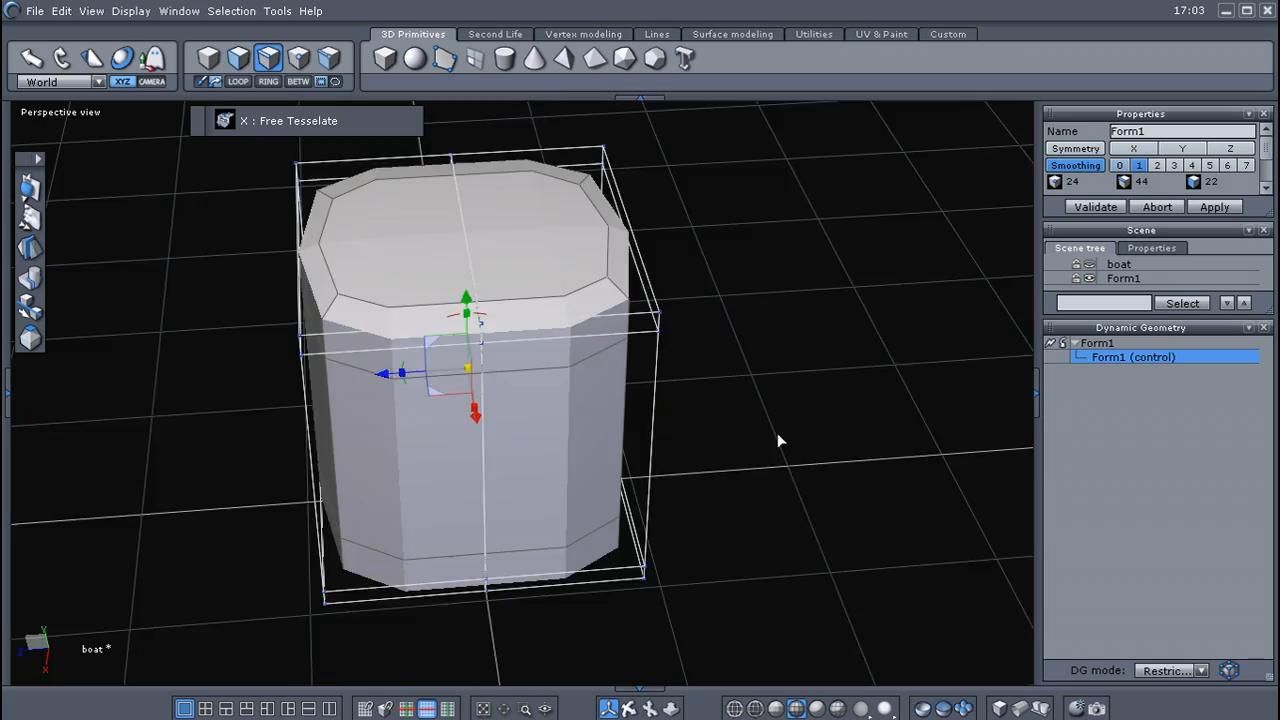 File Edit View Display Window Selection Tools Help 17:03
3D Primitives Second Life Vertex modeling Lines Surface modeling Utilities UV & Paint Custom
World XYZ CAMERA LOOP RING BETW
Perspective view
X : Free Tesselate
Properties
Name Form1
Symmetry X Y Z
Smoothing 0 1 2 3 4 5 6 7
24 44 22
Validate Abort Apply
Scene
Scene tree Properties
boat
Form1
Select
Dynamic Geometry
Form1
Form1 (control)
Y
Z
X
boat *
DG mode: Restric...